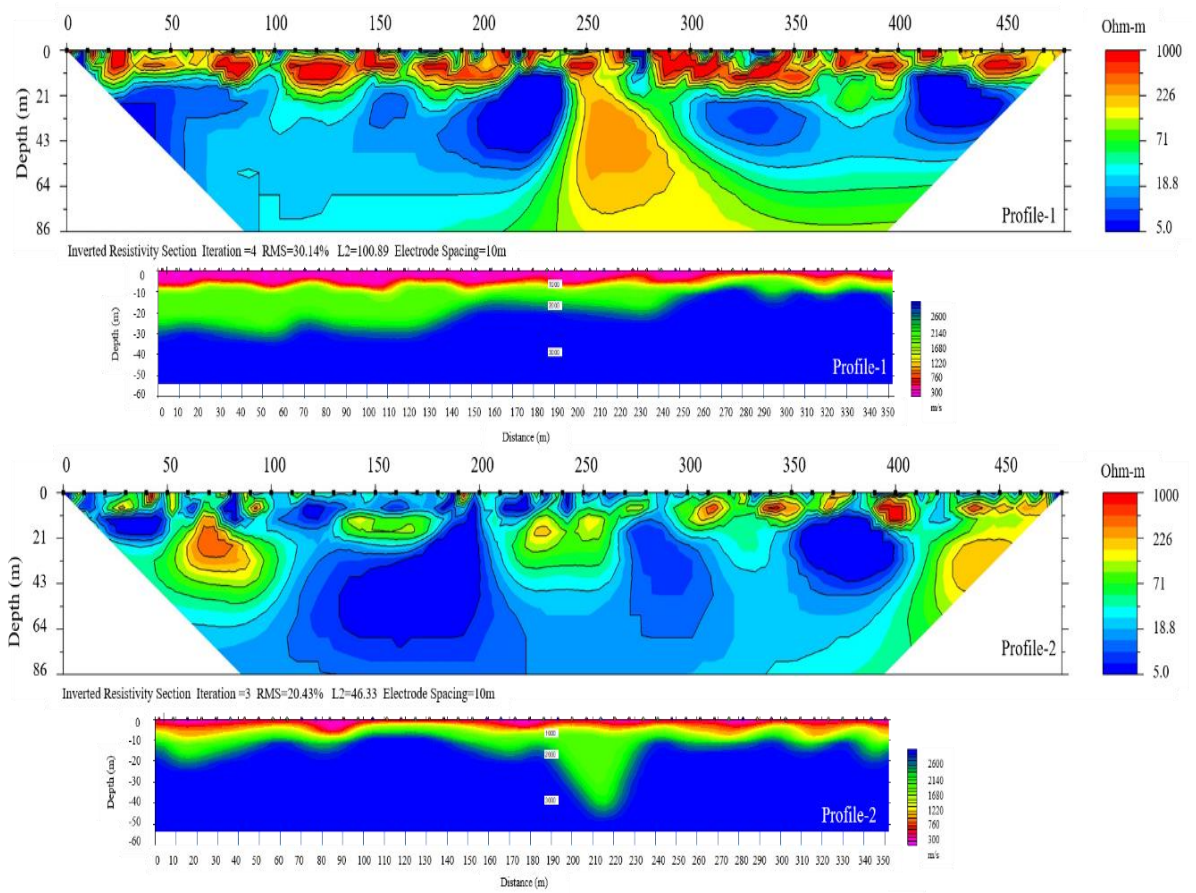 0 50 100 150 200 250 300 350 400 450
Ohm-m
Depth (m)
0
21
43
64
86
1000
226
71
18.8
5.0
Profile-1
Inverted Resistivity Section Iteration =4 RMS=30.14% L2=100.89 Electrode Spacing=10m
Depth (m)
0
-10
-20
-30
-40
-50
-60
2000
3000
Profile-1
2600
2140
1680
1220
760
300
m/s
0 10 20 30 40 50 60 70 80 90 100 110 120 130 140 150 160 170 180 190 200 210 220 230 240 250 260 270 280 290 300 310 320 330 340 350
Distance (m)
0 50 100 150 200 250 300 350 400 450
Ohm-m
Depth (m)
0
21
43
64
86
1000
226
71
18.8
5.0
Profile-2
Inverted Resistivity Section Iteration =3 RMS=20.43% L2=46.33 Electrode Spacing=10m
Depth (m)
0
-10
-20
-30
-40
-50
-60
1000
2000
3000
Profile-2
2600
2140
1680
1220
760
300
m/s
0 10 20 30 40 50 60 70 80 90 100 110 120 130 140 150 160 170 180 190 200 210 220 230 240 250 260 270 280 290 300 310 320 330 340 350
Distance (m)